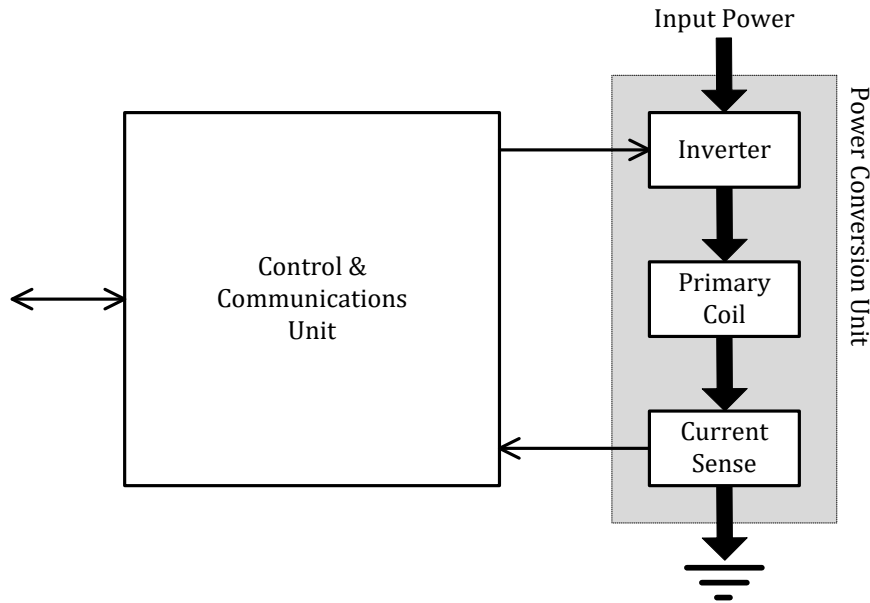 Input Power
Inverter
Control &
Communications
Unit
Primary
Coil
Current
Sense
Power Conversion Unit